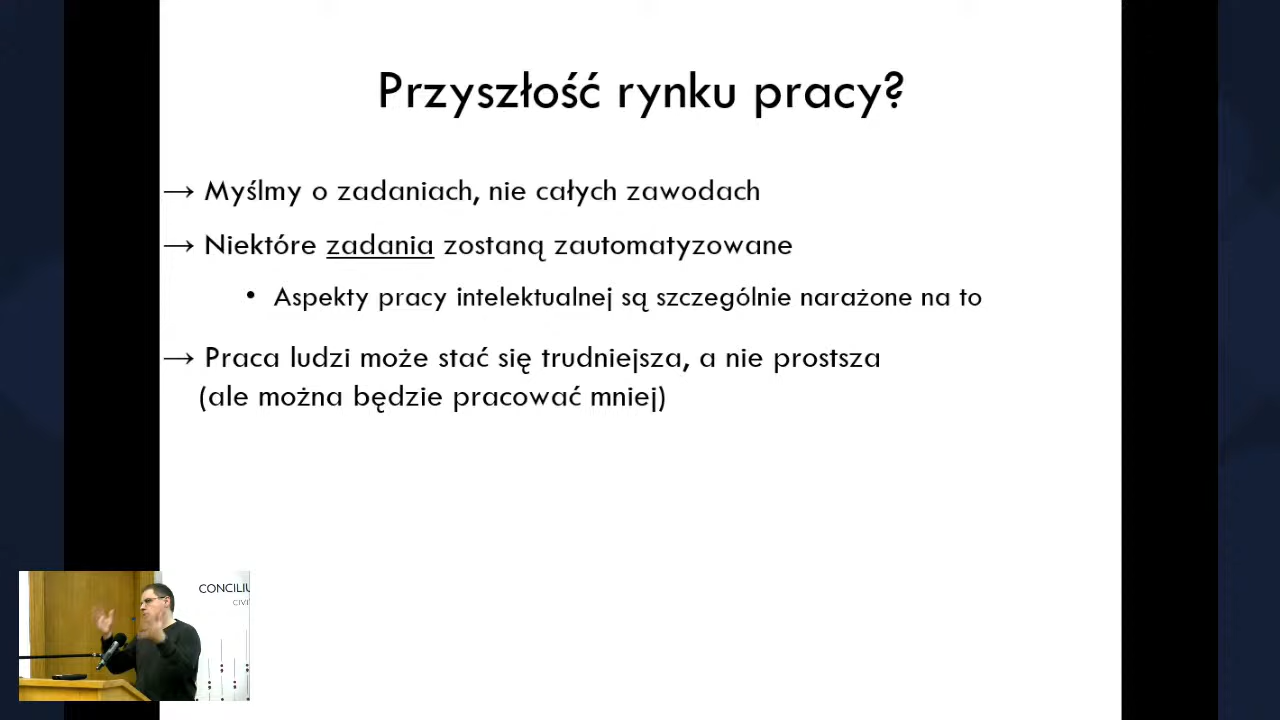 Przyszłość rynku pracy?
→ Myślmy o zadaniach, nie całych zawodach
→ Niektóre zadania zostaną zautomatyzowane
• Aspekty pracy intelektualnej są szczególnie narażone na to
→ Praca ludzi może stać się trudniejsza, a nie prostsza
(ale można będzie pracować mniej)
CONCILIU
CIVI